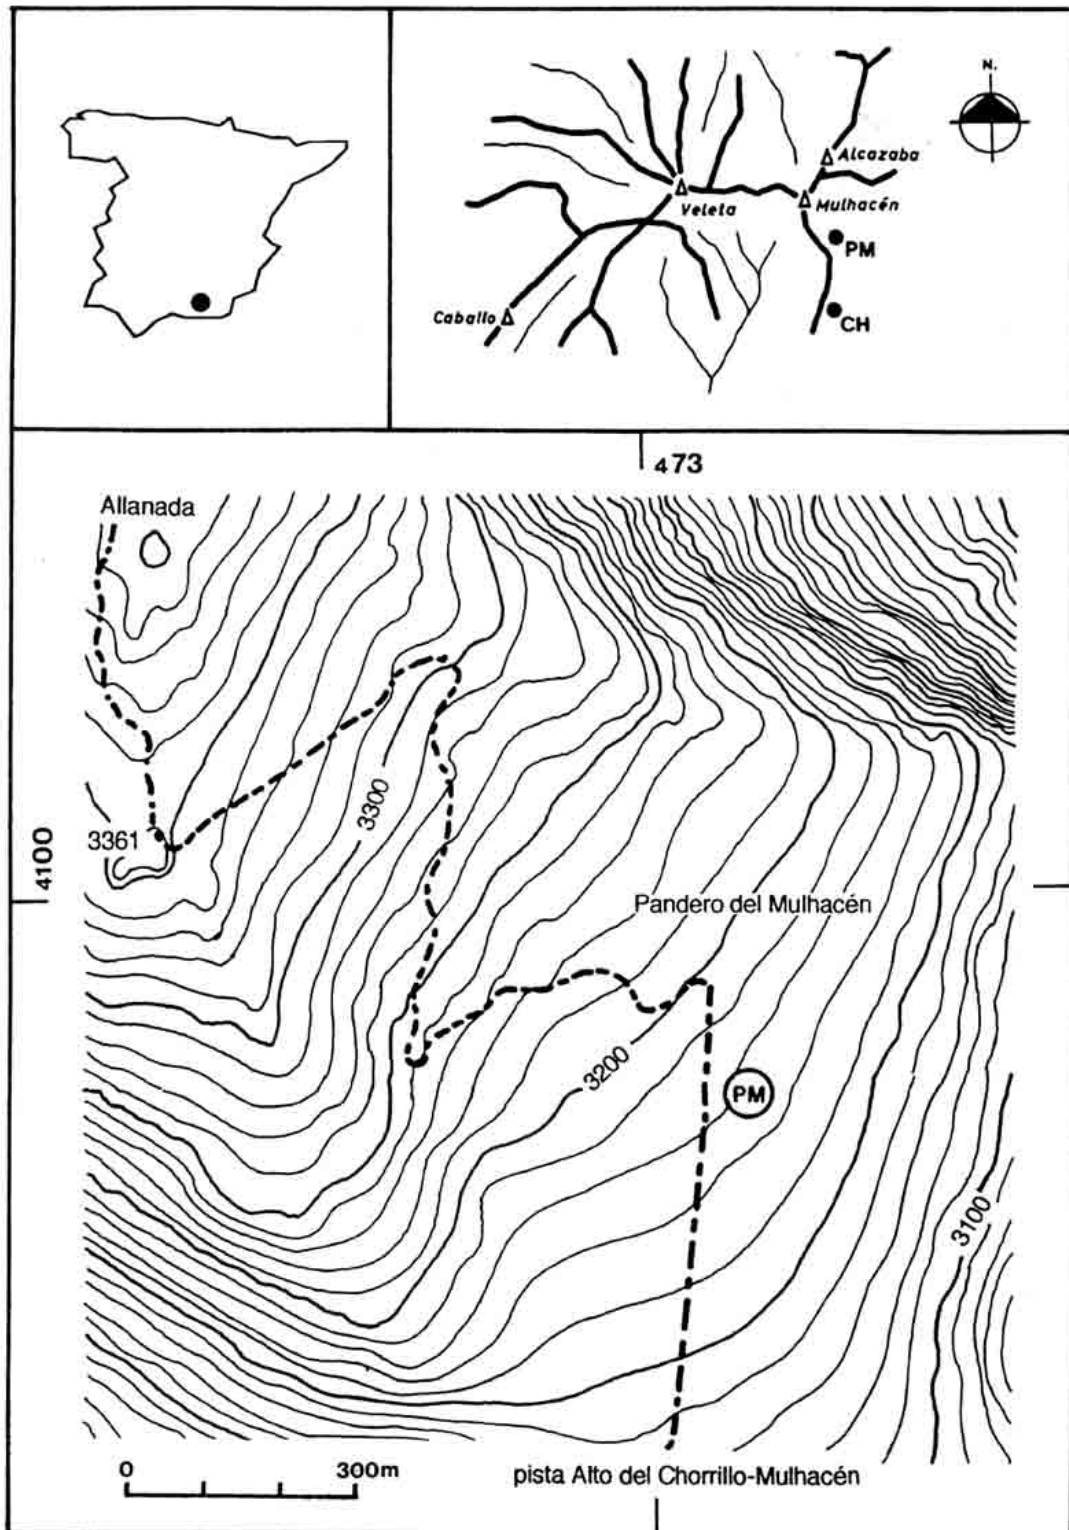 N.
Alcazaba
Veleta
Mulhacén
PM
Caballo
CH
473
Allanada
3300
3361
4100
Pandero del Mulhacén
3200
PM
3100
0 300m
pista Alto del Chorrillo-Mulhacén